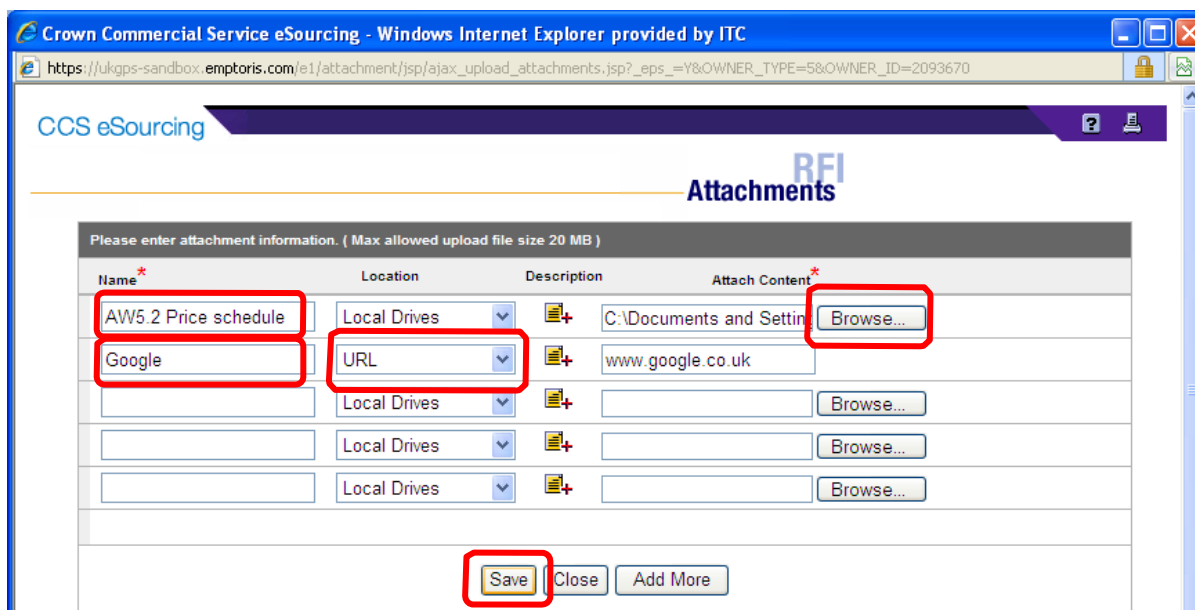 Crown Commercial Service eSourcing - Windows Internet Explorer provided by ITC
https://ukgps-sandbox.emptoris.com/e1/attachment/jsp/ajax_upload_attachments.jsp?_eps_=Y&OWNER_TYPE=5&OWNER_ID=2093670
CCS eSourcing
?
RFI
Attachments
Please enter attachment information. ( Max allowed upload file size 20 MB )
Name* Location Description Attach Content*
AW5.2 Price schedule Local Drives C:\Documents and Settin Browse...
Google URL www.google.co.uk
Local Drives Browse...
Local Drives Browse...
Local Drives Browse...
Save Close Add More